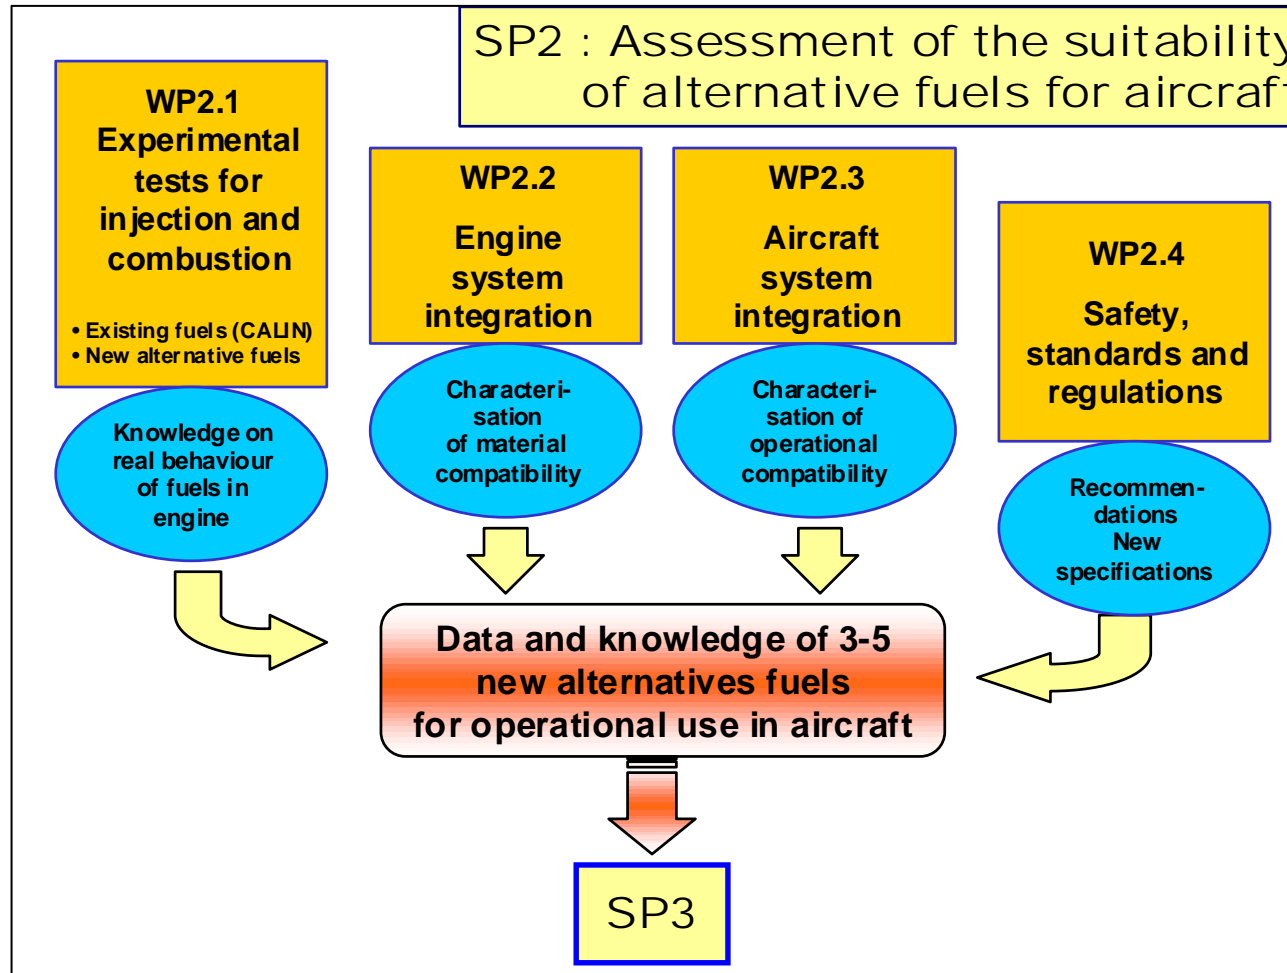 SP2 : Assessment of the suitability
of alternative fuels for aircraft
WP2.1
Experimental
tests for
injection and
combustion
• Existing fuels (CALIN)
• New alternative fuels
Knowledge on
real behaviour
of fuels in
engine
WP2.2
Engine
system
integration
Characteri-
sation
of material
compatibility
WP2.3
Aircraft
system
integration
Characteri-
sation of
operational
compatibility
WP2.4
Safety,
standards and
regulations
Recommen-
dations
New
specifications
Data and knowledge of 3-5
new alternatives fuels
for operational use in aircraft
SP3